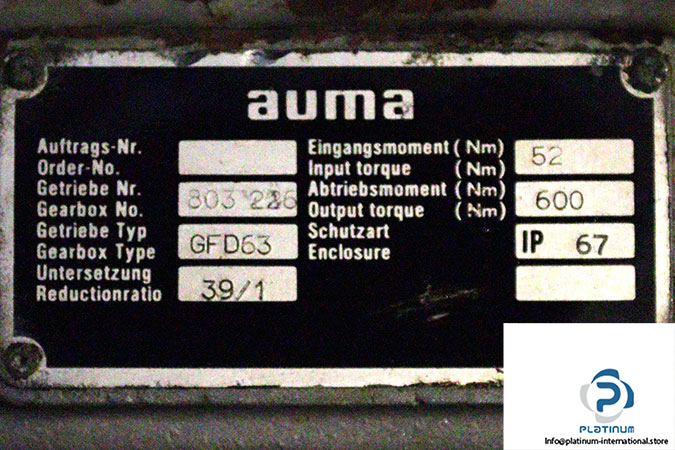 auma
Auftrags-Nr.
Order-No.
Getriebe Nr. 803 226
Gearbox No.
Getriebe Typ GFD63
Gearbox Type
Untersetzung 39/1
Reductionratio
Eingangsmoment (Nm) 52
Input torque (Nm)
Abtriebsmoment (Nm) 600
Output torque (Nm)
Schutzart IP 67
Enclosure
PLATINUM
Info@platinum-international.store